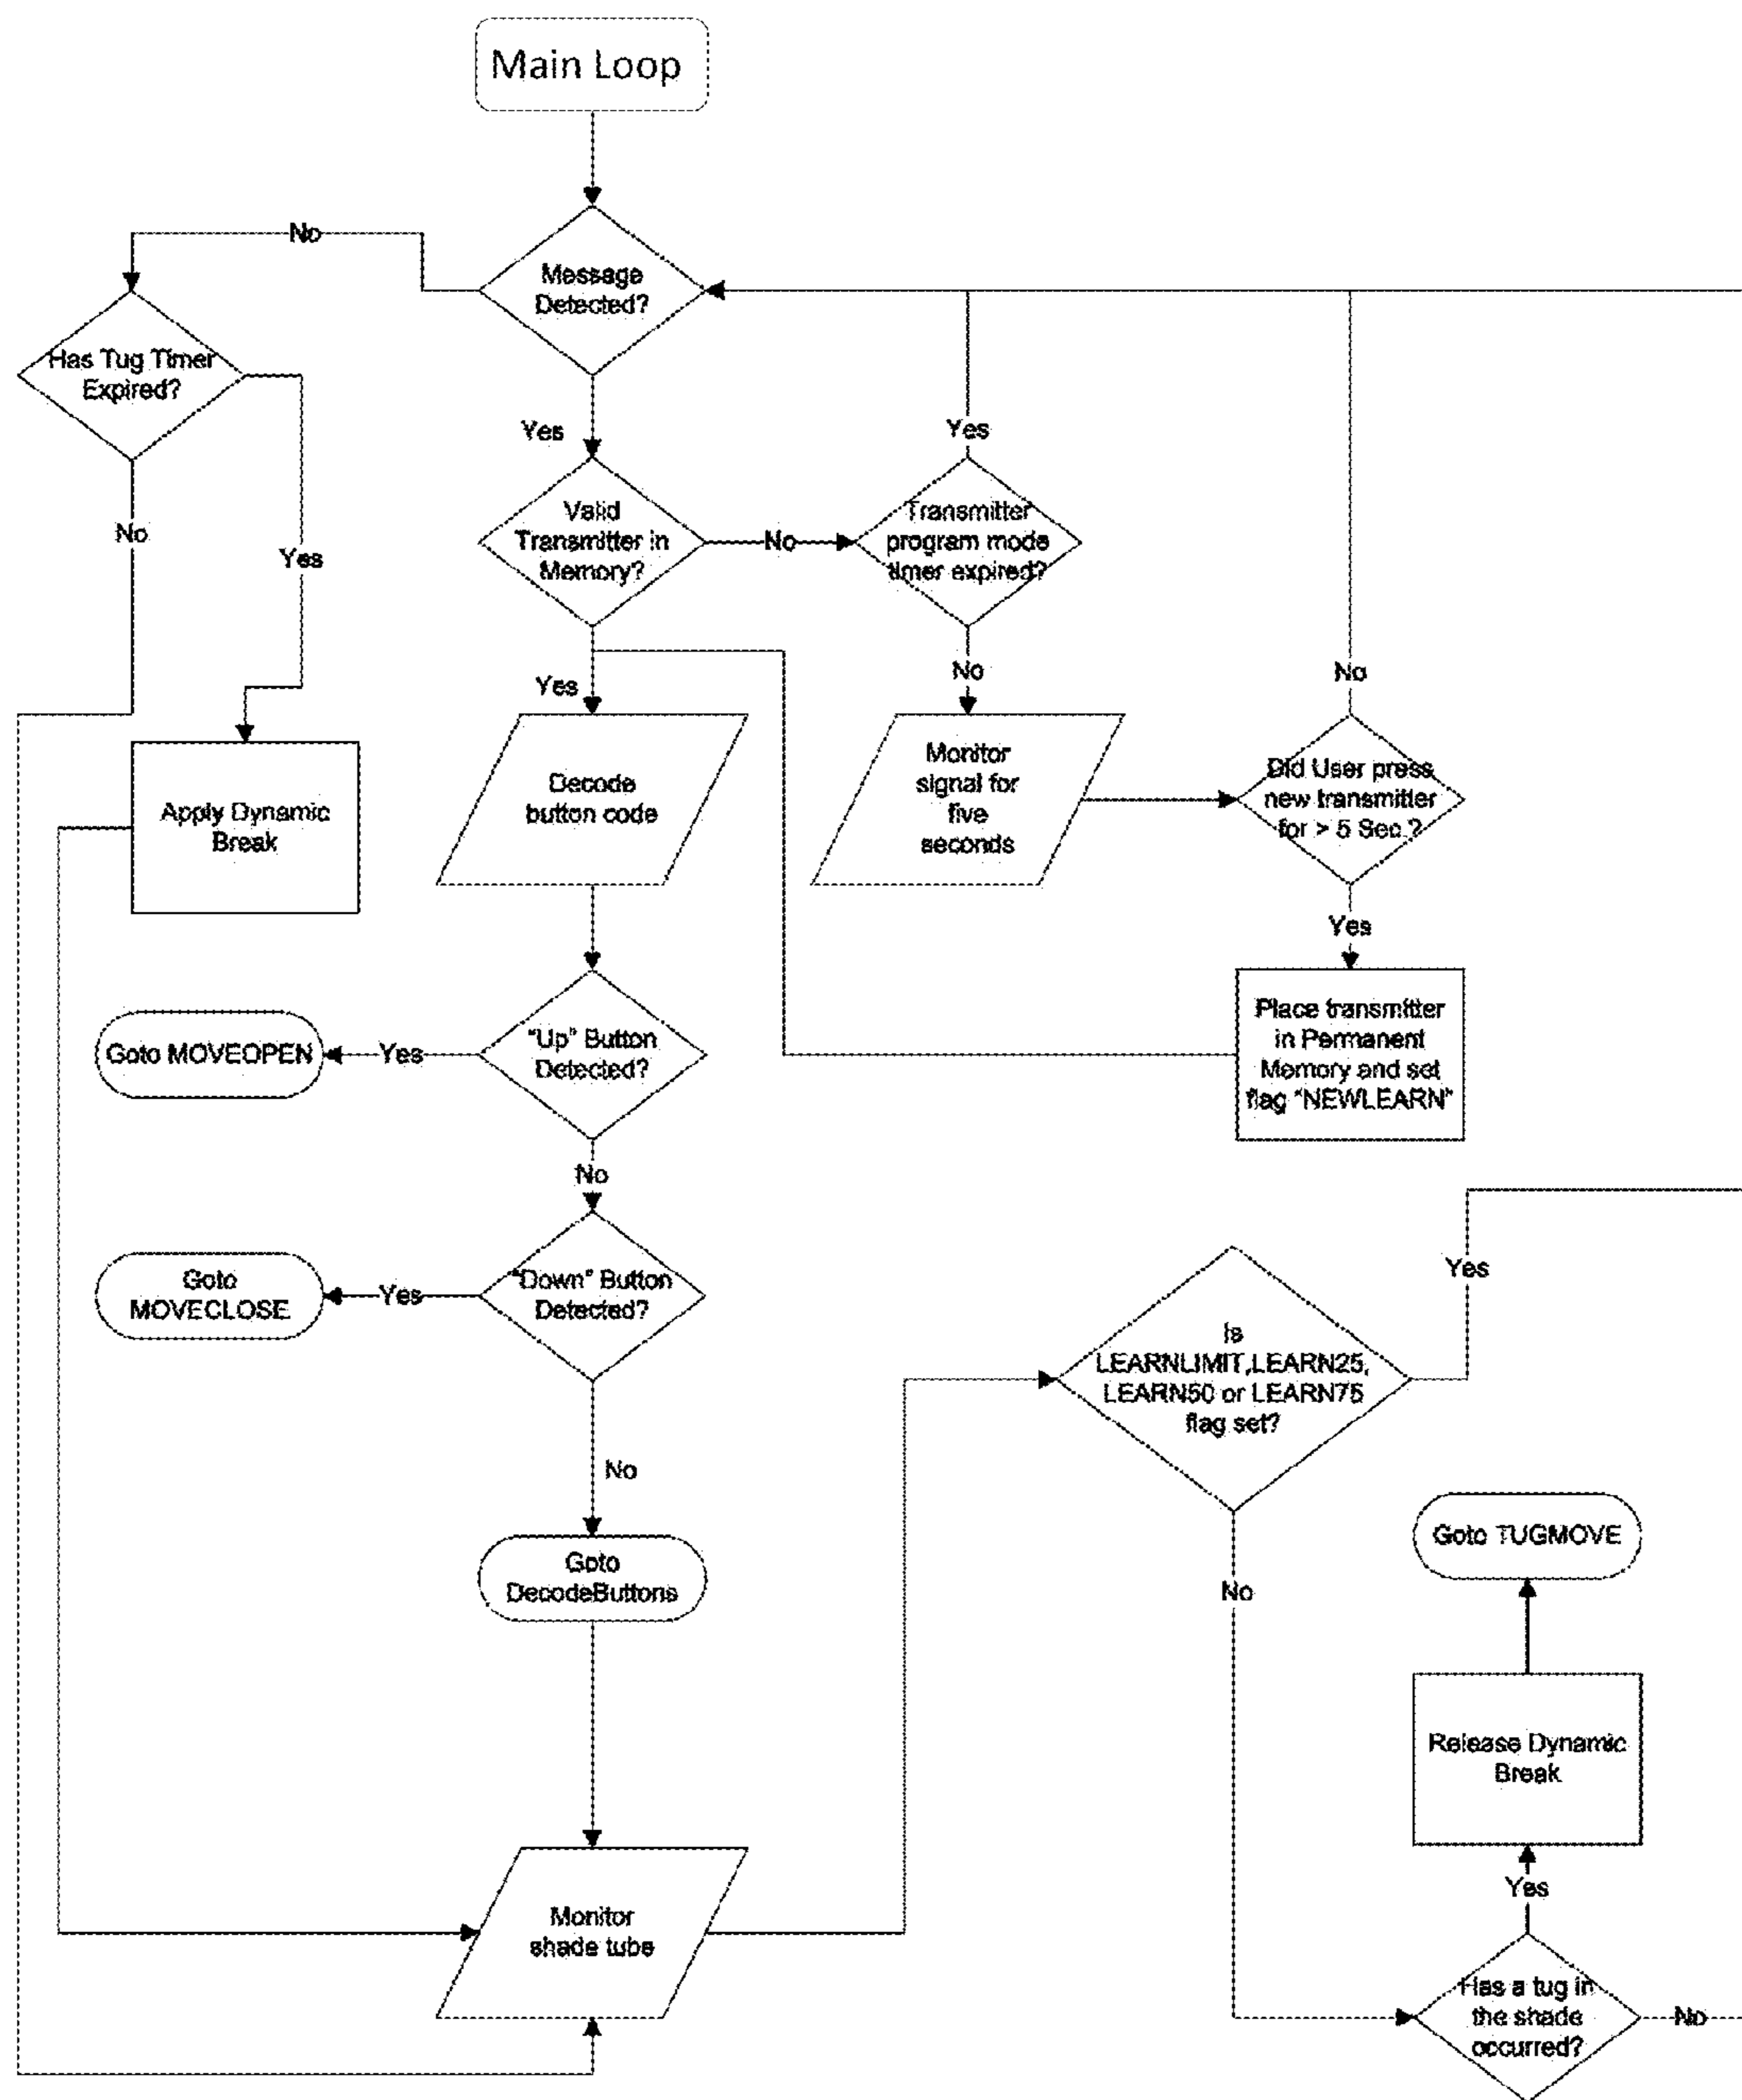 Main Loop
No
Message
Detected?
Has Tug Timer
Expired?
Yes
Yes
Valid
Transmitter in
Memory?
No
Transmitter
program mode
timer expired?
No
Yes
Yes
No
No
Apply Dynamic
Break
Decode
button code
Monitor
signal for
five
seconds
Did User press
new transmitter
for > 5 Sec.?
Yes
Place transmitter
in Permanent
Memory and set
flag "NEWLEARN"
Goto MOVEOPEN
Yes
"Up" Button
Detected?
No
Goto
MOVECLOSE
Yes
"Down" Button
Detected?
Yes
Is
LEARNLIMIT,LEARN25,
LEARN50 or LEARN75
flag set?
No
Goto
DecodeButtons
Goto TUGMOVE
No
Release Dynamic
Break
Yes
Monitor
shade tube
Has a tug in
the shade
occurred?
No